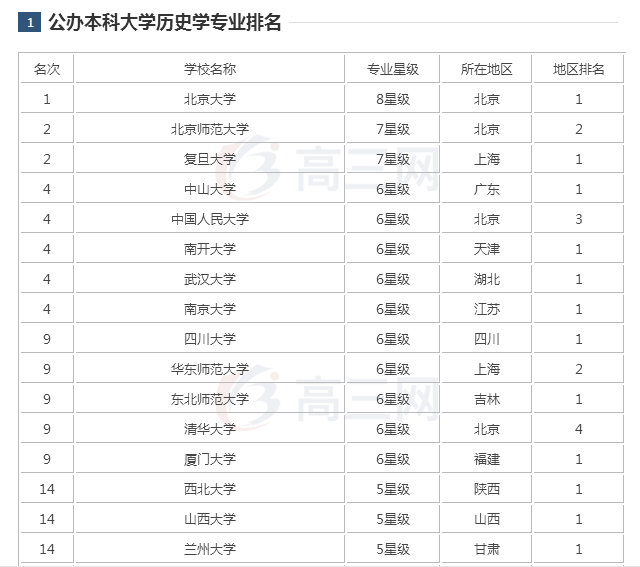 1 公办本科大学历史学专业排名
名次 学校名称 专业星级 所在地区 地区排名
1 北京大学 8星级 北京 1
2 北京师范大学 7星级 北京 2
2 复旦大学 7星级 上海 1
4 中山大学 6星级 广东 1
4 中国人民大学 6星级 北京 3
4 南开大学 6星级 天津 1
4 武汉大学 6星级 湖北 1
4 南京大学 6星级 江苏 1
9 四川大学 6星级 四川 1
9 华东师范大学 6星级 上海 2
9 东北师范大学 6星级 吉林 1
9 清华大学 6星级 北京 4
9 厦门大学 6星级 福建 1
14 西北大学 5星级 陕西 1
14 山西大学 5星级 山西 1
14 兰州大学 5星级 甘肃 1
高三网
高三网